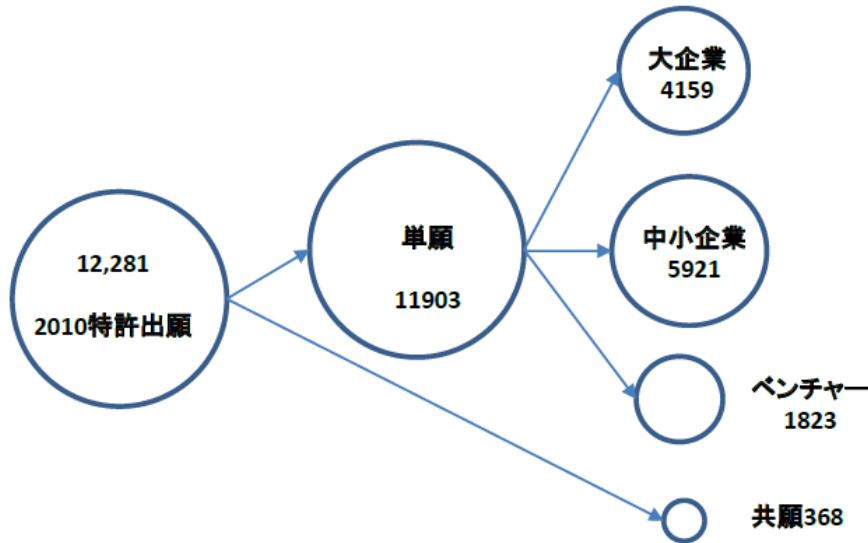 12,281
2010特許出願
単願
11903
大企業
4159
中小企業
5921
ベンチャー
1823
共願368